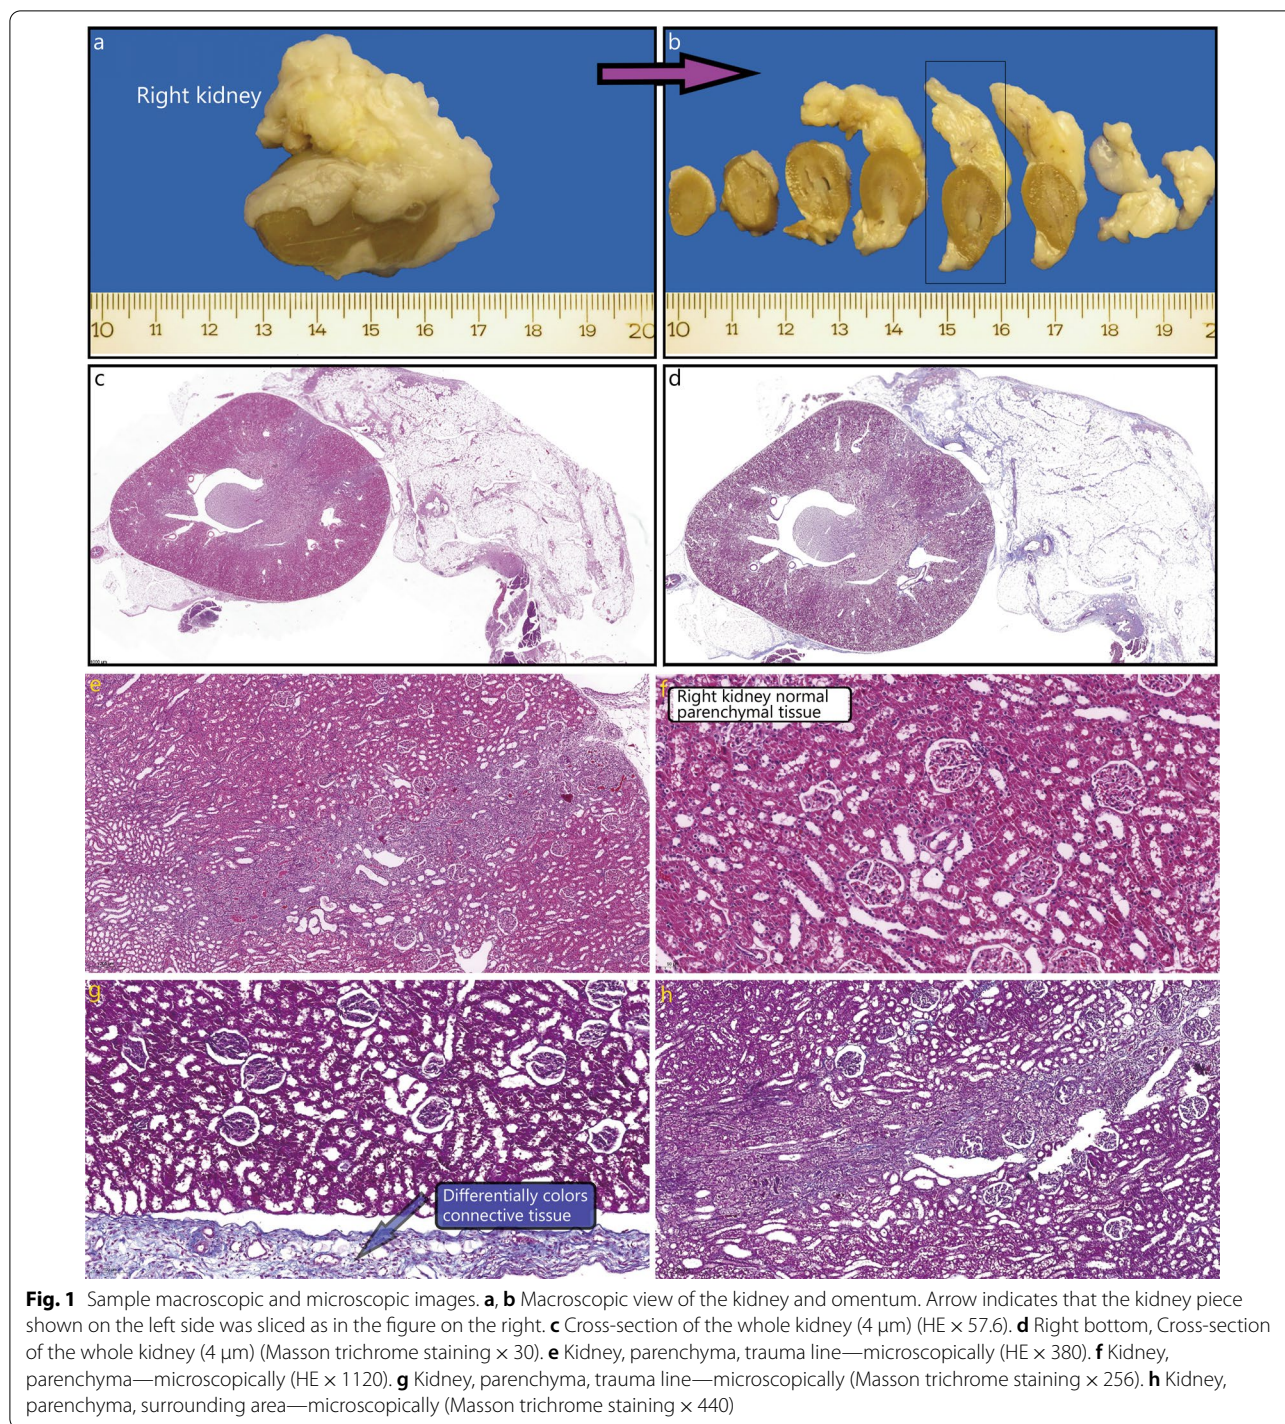 a
b
Right kidney
10 11 12 13 14 15 16 17 18 19 20
10 11 12 13 14 15 16 17 18 19 2
c
d
e
f
Right kidney normal
parenchymal tissue
g
h
Differentially colors
connective tissue
Fig. 1 Sample macroscopic and microscopic images. a, b Macroscopic view of the kidney and omentum. Arrow indicates that the kidney piece
shown on the left side was sliced as in the figure on the right. c Cross-section of the whole kidney (4 μm) (HE × 57.6). d Right bottom, Cross-section
of the whole kidney (4 μm) (Masson trichrome staining × 30). e Kidney, parenchyma, trauma line—microscopically (HE × 380). f Kidney,
parenchyma—microscopically (HE × 1120). g Kidney, parenchyma, trauma line—microscopically (Masson trichrome staining × 256). h Kidney,
parenchyma, surrounding area—microscopically (Masson trichrome staining × 440)